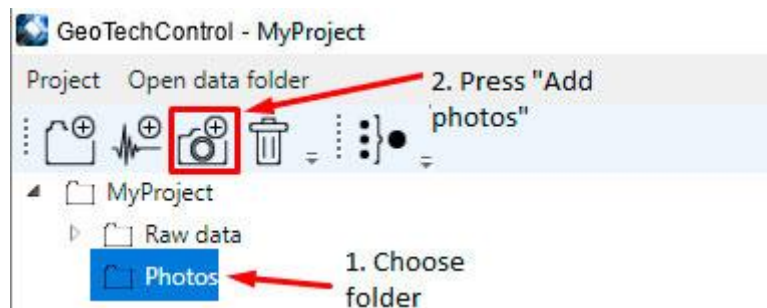 GeoTechControl - MyProject
Project Open data folder
2. Press "Add
photos"
MyProject
Raw data
Photos
1. Choose
folder